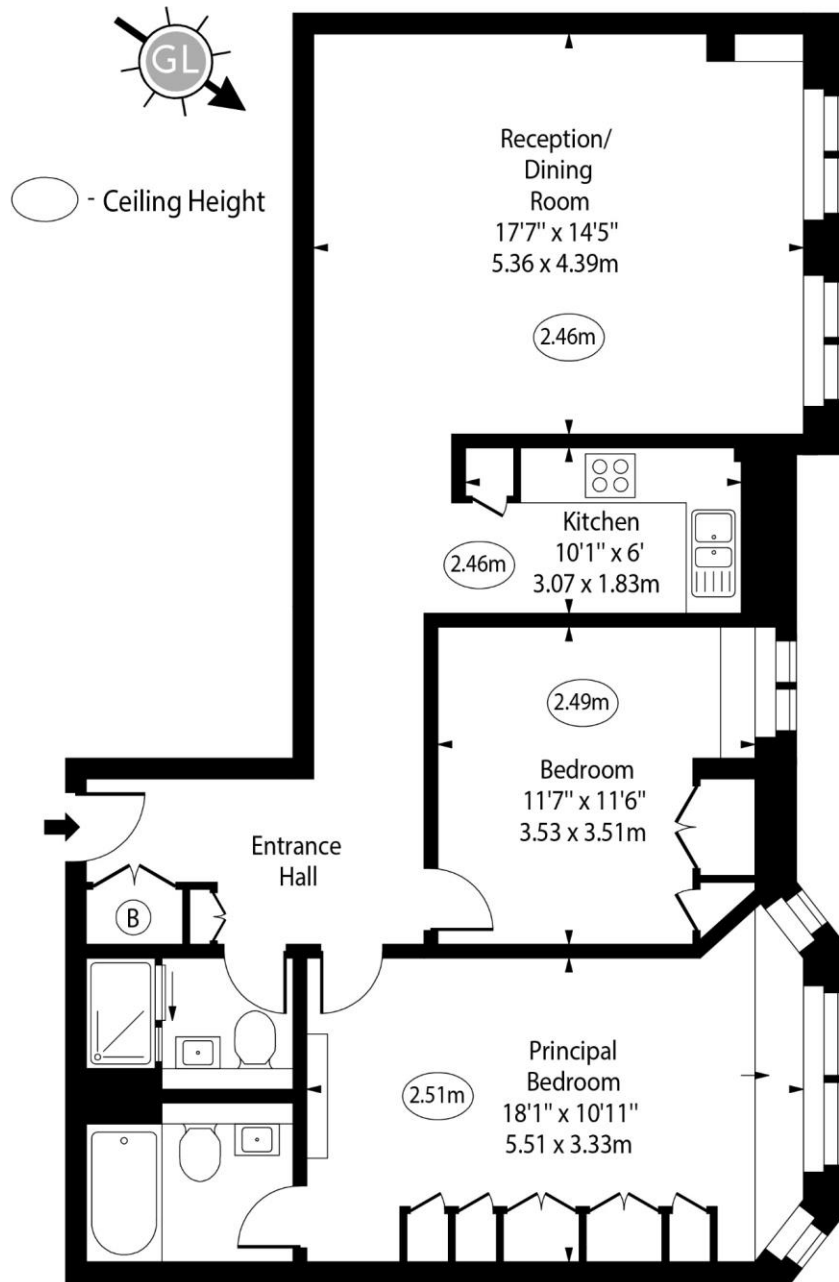 GL
- Ceiling Height
Reception/
Dining
Room
17'7" x 14'5"
5.36 x 4.39m
2.46m
Kitchen
10'1" x 6'
3.07 x 1.83m
2.46m
2.49m
Bedroom
11'7" x 11'6"
3.53 x 3.51m
Entrance
Hall
B
Principal
Bedroom
18'1" x 10'11"
5.51 x 3.33m
2.51m